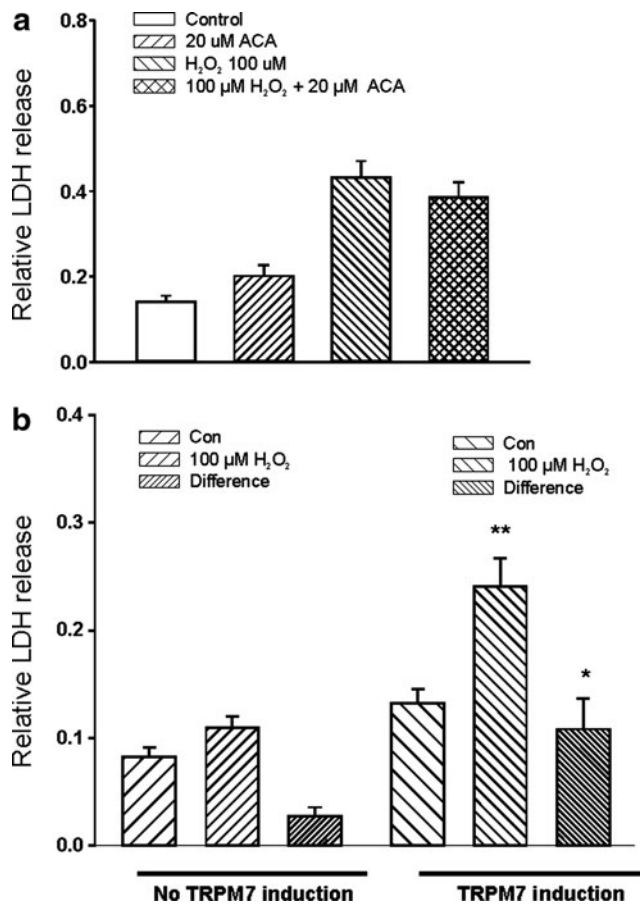 a
Control
20 uM ACA
H₂O₂ 100 uM
100 µM H₂O₂ + 20 µM ACA
Relative LDH release
0.8
0.6
0.4
0.2
0.0
b
Con
100 µM H₂O₂
Difference
Con
100 µM H₂O₂
Difference
Relative LDH release
0.4
0.3
0.2
0.1
0.0
**
*
No TRPM7 induction
TRPM7 induction